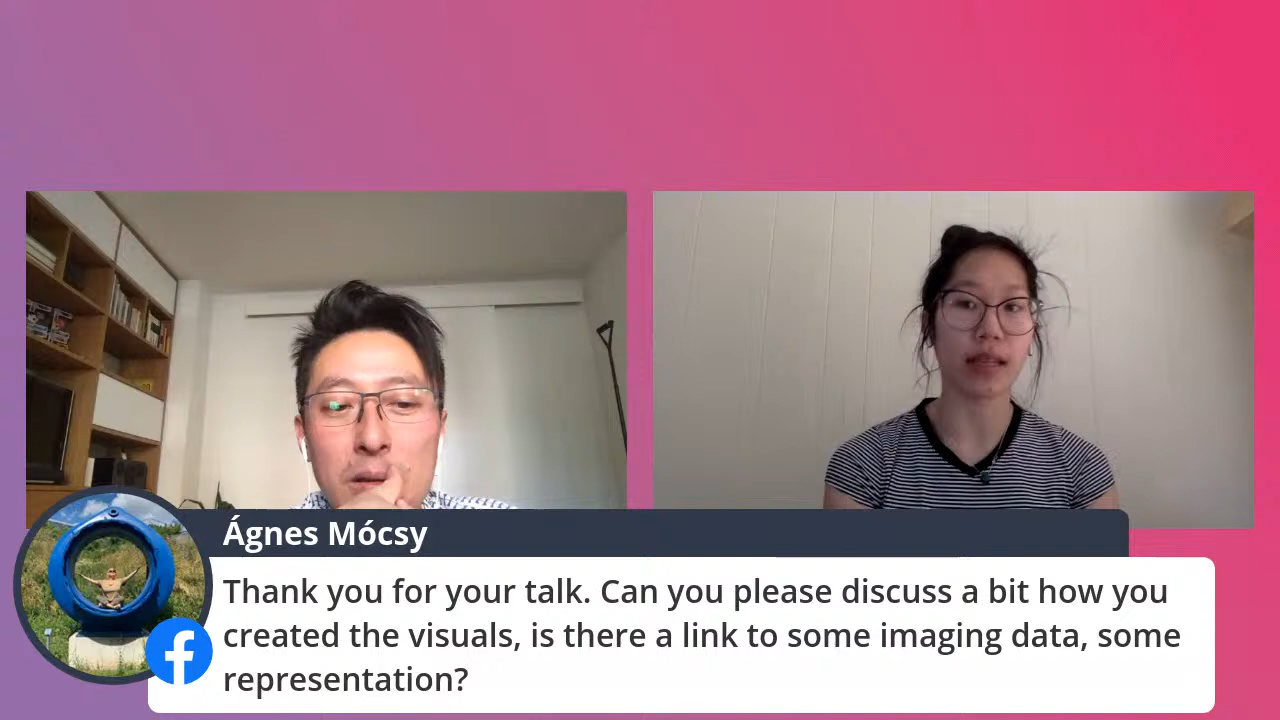 Ágnes Mócsy
Thank you for your talk. Can you please discuss a bit how you
created the visuals, is there a link to some imaging data, some
representation?